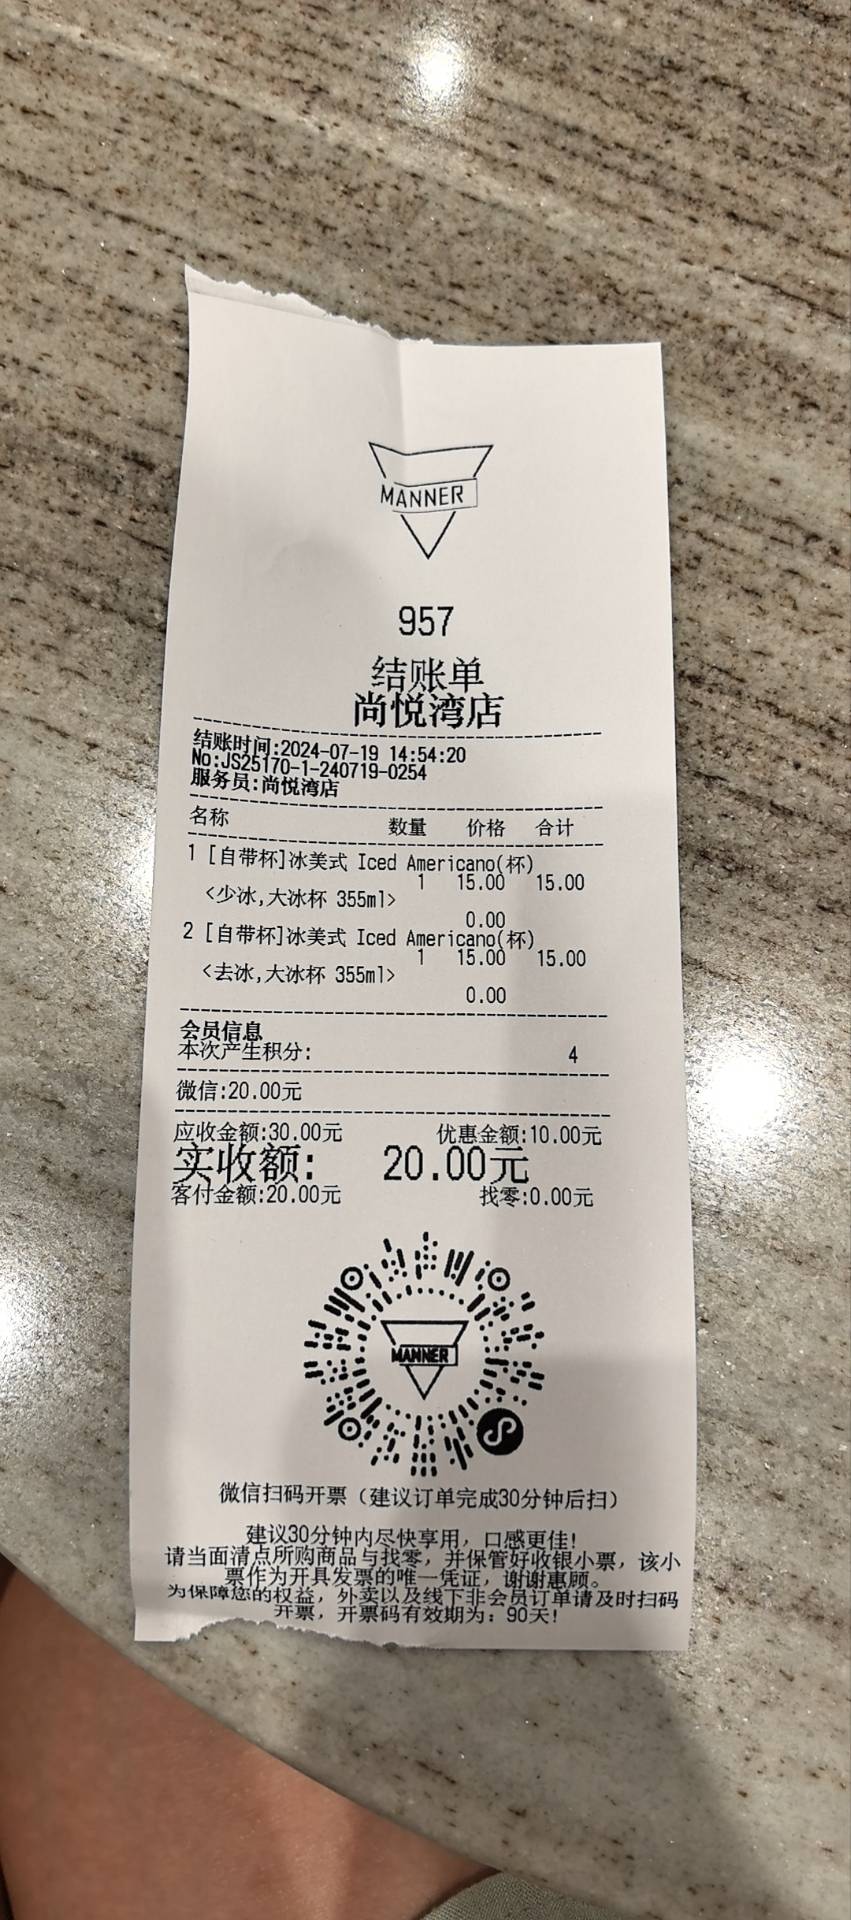 MANNER
957
结账单
尚悦湾店
结账时间:2024-07-19 14:54:20
No:JS25170-1-240719-0254
服务员:尚悦湾店
名称 数量 价格 合计
1 [自带杯]冰美式 Iced Americano(杯)
1 15.00 15.00
<少冰,大冰杯 355ml>
0.00
2 [自带杯]冰美式 Iced Americano(杯)
1 15.00 15.00
<去冰,大冰杯 355ml>
0.00
会员信息
本次产生积分: 4
微信:20.00元
应收金额:30.00元 优惠金额:10.00元
实收额: 20.00元
客付金额:20.00元 找零:0.00元
MANNER
微信扫码开票（建议订单完成30分钟后扫）
建议30分钟内尽快享用，口感更佳！
请当面清点所购商品与找零，并保管好收银小票，该小
票作为开具发票的唯一凭证，谢谢惠顾。
为保障您的权益，外卖以及线下非会员订单请及时扫码
开票，开票码有效期为：90天！